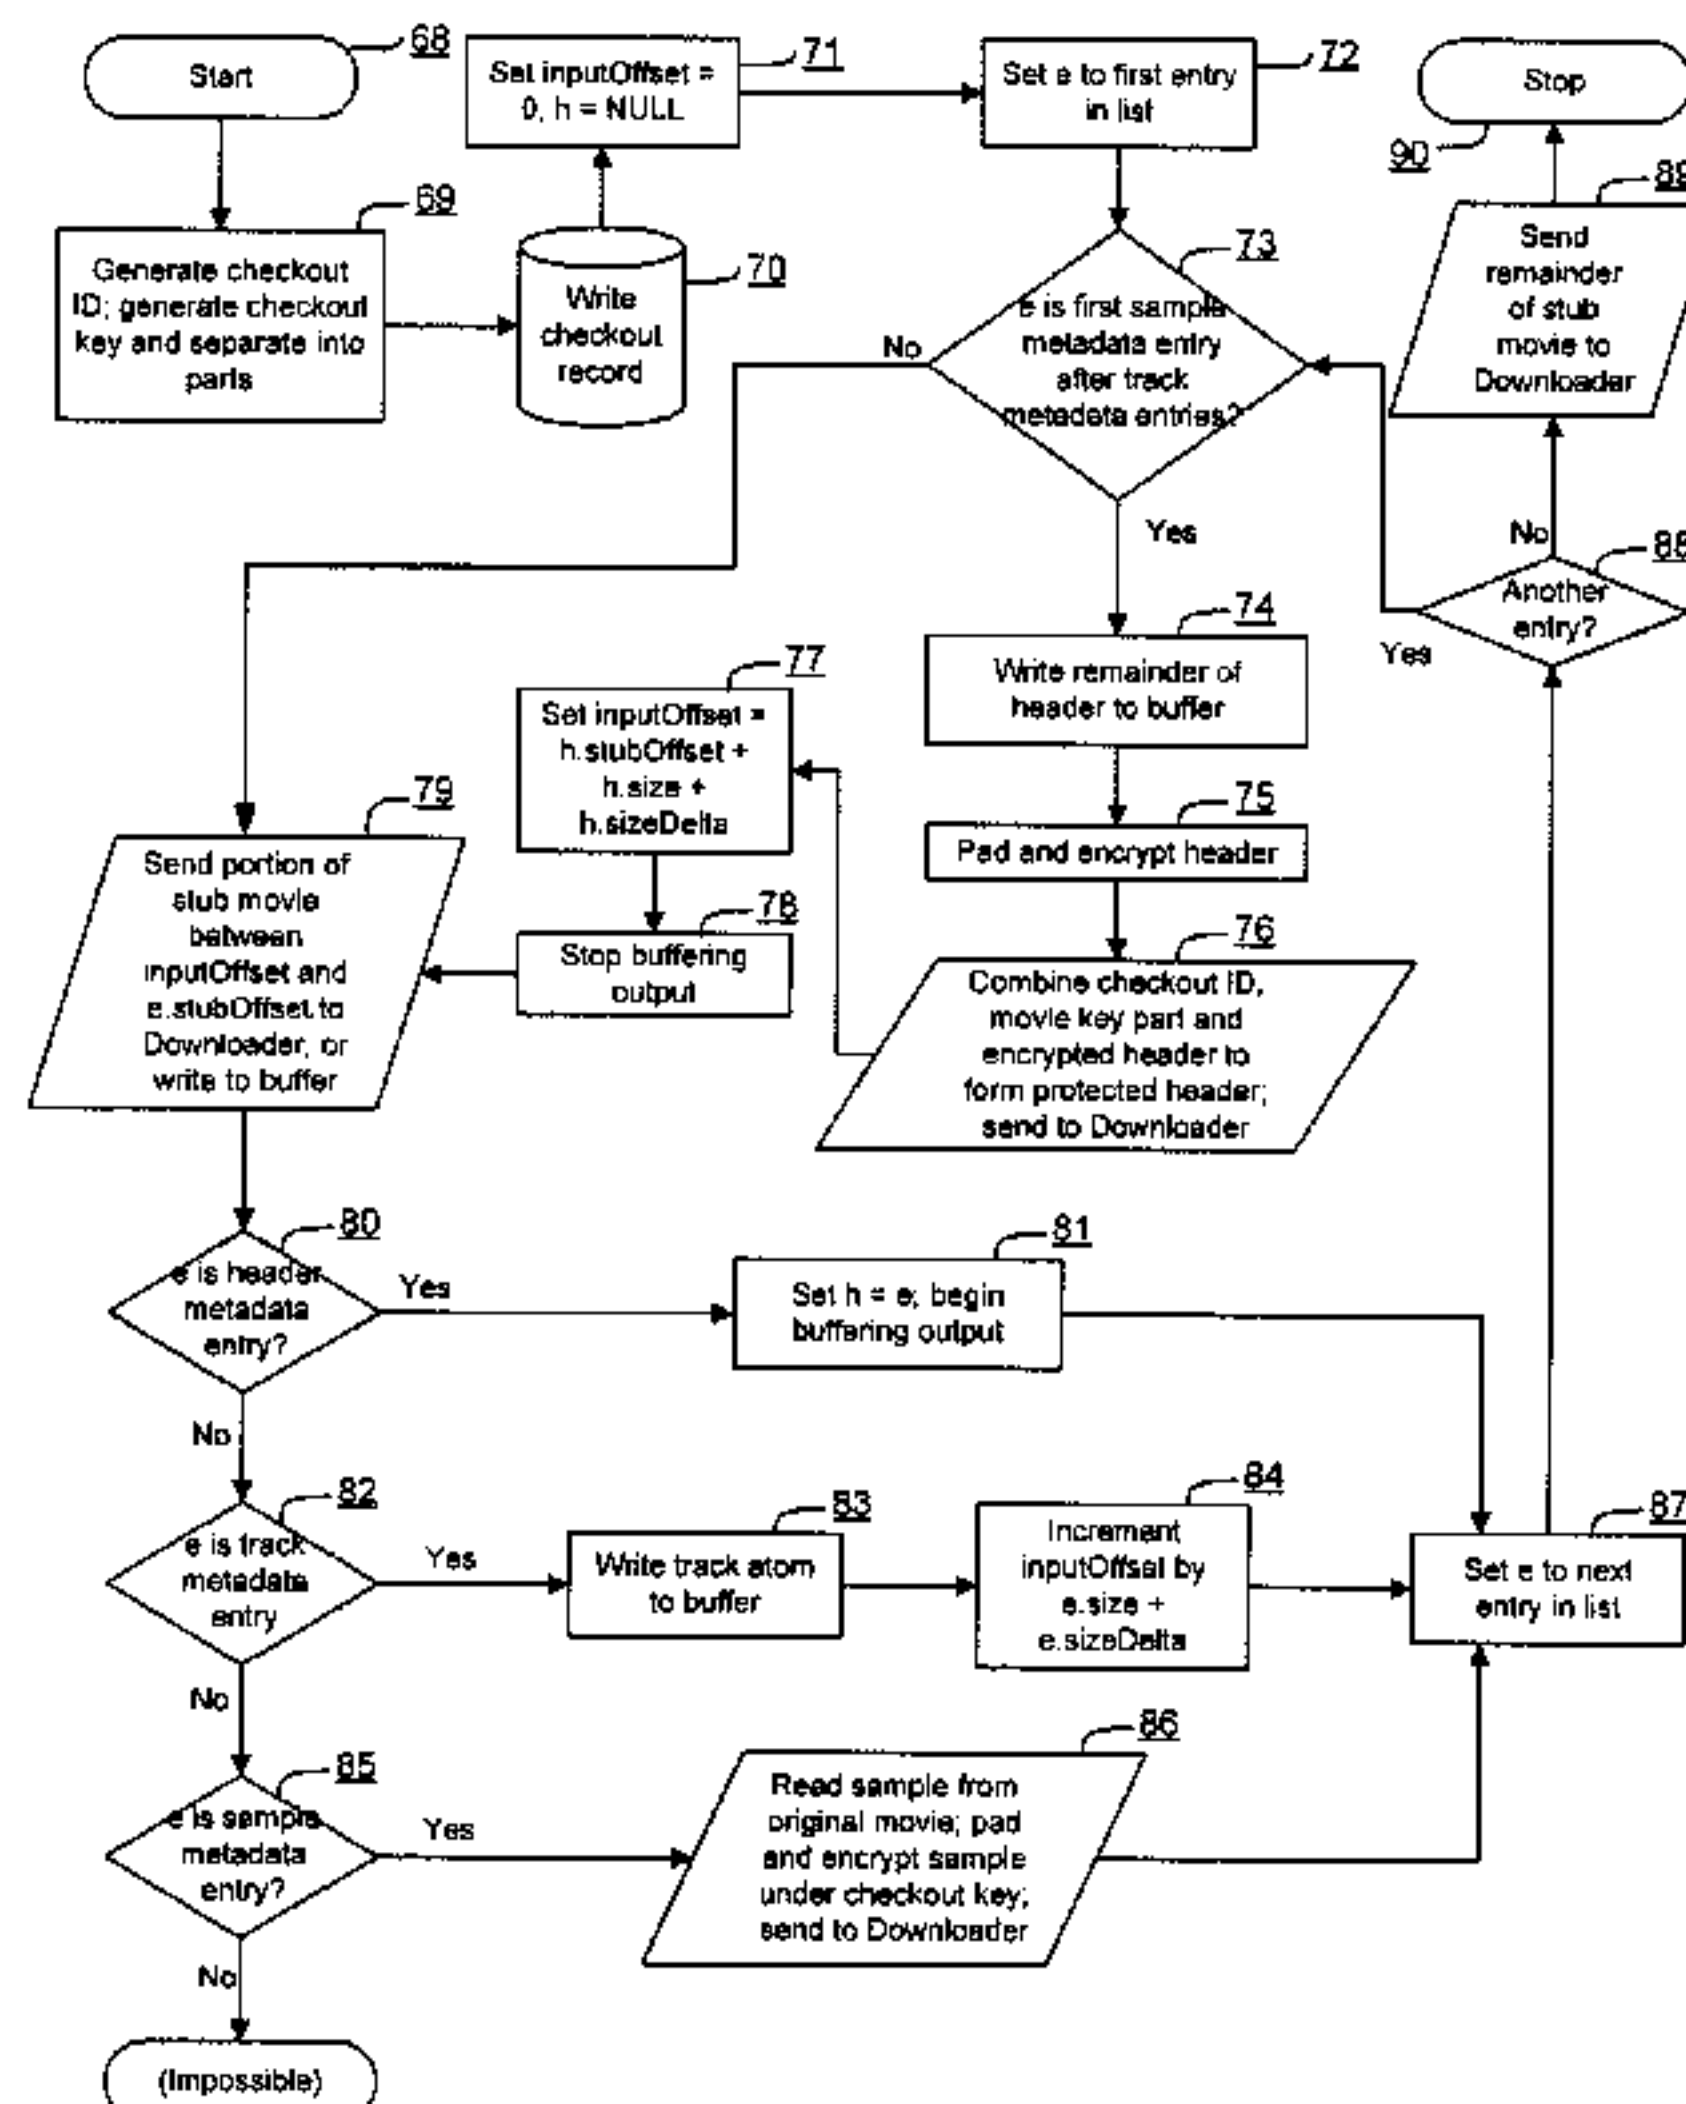 Start
68
Generate checkout
ID; generate checkout
key and separate into
parts
69
Write
checkout
record
70
Set inputOffset =
0, h = NULL
71
Set e to first entry
in list
72
e is first sample
metadata entry
after track
metadata entries?
73
No
Yes
Write remainder of
header to buffer
74
Pad and encrypt header
75
Combine checkout ID,
movie key part and
encrypted header to
form protected header;
send to Downloader
76
Set inputOffset =
h.stubOffset +
h.size +
h.sizeDelta
77
Stop buffering
output
78
Send portion of
stub movie
between
inputOffset and
e.stubOffset to
Downloader, or
write to buffer
79
e is header
metadata
entry?
80
Yes
No
Set h = e; begin
buffering output
81
e is track
metadata
entry
82
Yes
No
Write track atom
to buffer
83
Increment
inputOffset by
e.size +
e.sizeDelta
84
e is sample
metadata
entry?
85
Yes
No
Read sample from
original movie; pad
and encrypt sample
under checkout key;
send to Downloader
86
Set e to next
entry in list
87
Another
entry?
88
Yes
No
Send
remainder
of stub
movie to
Downloader
89
Stop
90
(Impossible)